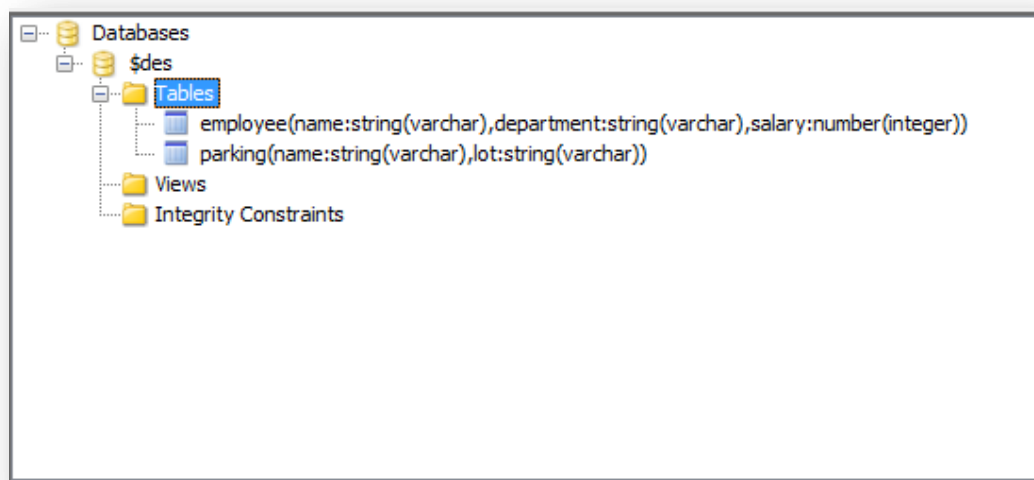 Databases
$des
Tables
employee(name:string(varchar),department:string(varchar),salary:number(integer))
parking(name:string(varchar),lot:string(varchar))
Views
Integrity Constraints